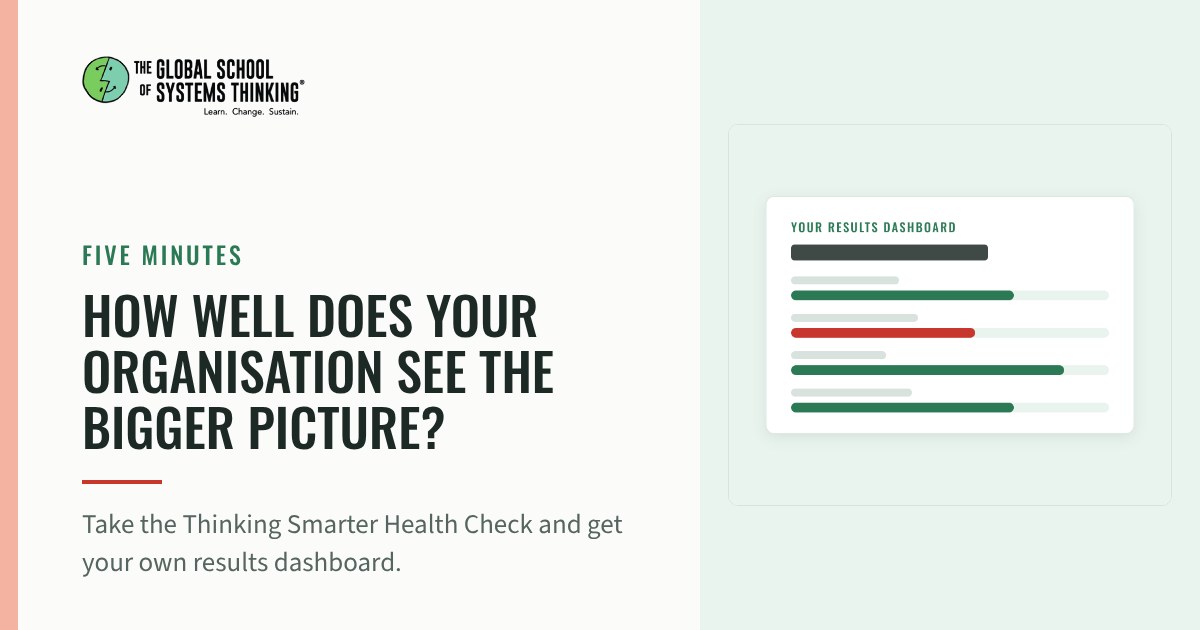 THE GLOBAL SCHOOL
OF SYSTEMS THINKING®
Learn. Change. Sustain.
FIVE MINUTES
HOW WELL DOES YOUR
ORGANISATION SEE THE
BIGGER PICTURE?
Take the Thinking Smarter Health Check and get
your own results dashboard.
YOUR RESULTS DASHBOARD